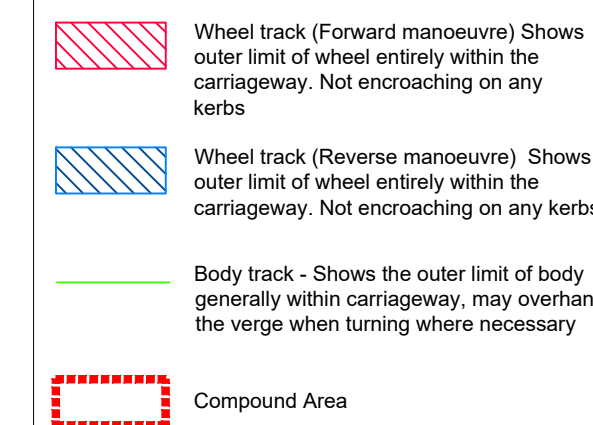 Wheel track (Forward manoeuvre) Shows
outer limit of wheel entirely within the
carriageway. Not encroaching on any
kerbs
Wheel track (Reverse manoeuvre) Shows
outer limit of wheel entirely within the
carriageway. Not encroaching on any kerbs
Body track - Shows the outer limit of body
generally within carriageway, may overhan
the verge when turning where necessary
Compound Area